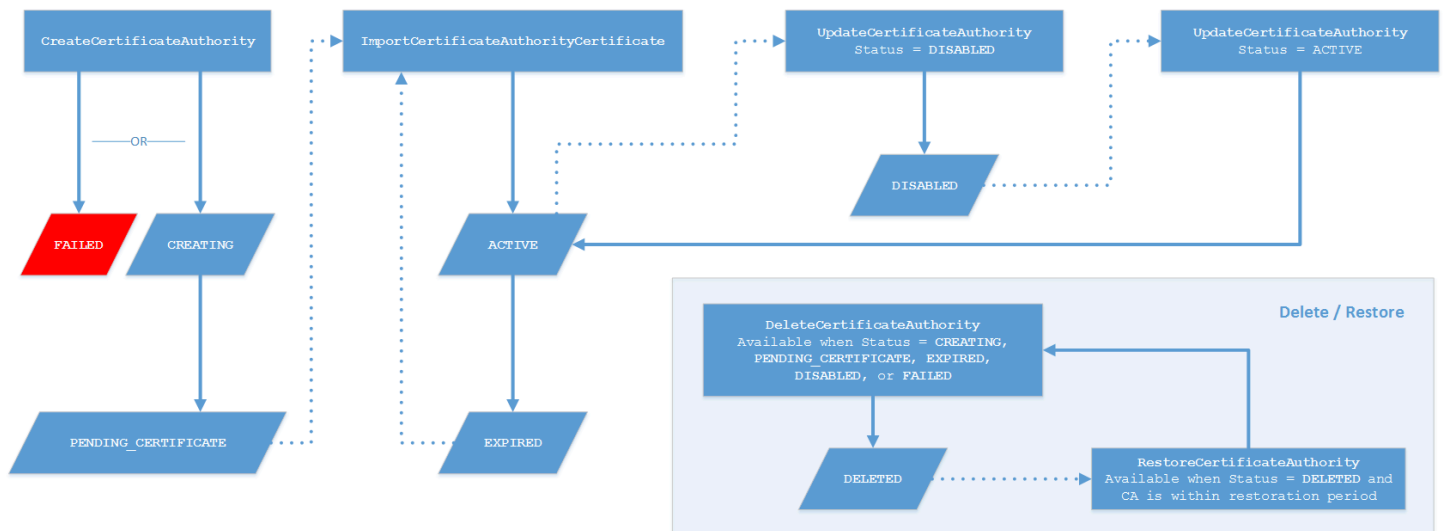 CreateCertificateAuthority
ImportCertificateAuthorityCertificate
UpdateCertificateAuthority
Status = DISABLED
UpdateCertificateAuthority
Status = ACTIVE
OR
DISABLED
FAILED
CREATING
ACTIVE
Delete / Restore
DeleteCertificateAuthority
Available when Status = CREATING,
PENDING_CERTIFICATE, EXPIRED,
DISABLED, or FAILED
PENDING_CERTIFICATE
EXPIRED
DELETED
RestoreCertificateAuthority
Available when Status = DELETED and
CA is within restoration period